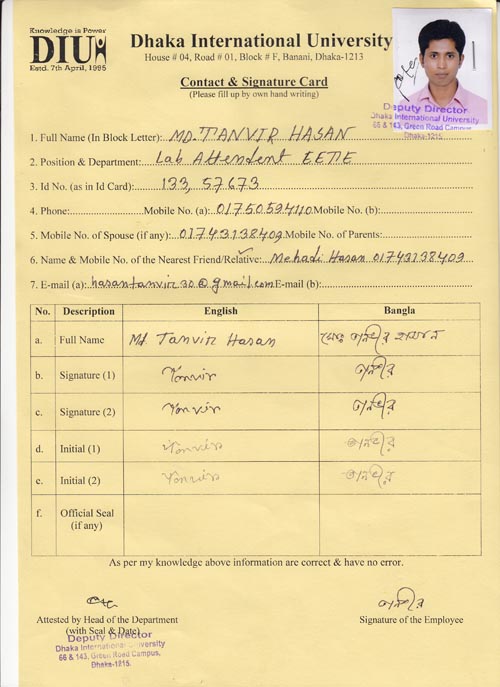 Knowledge is Power
DIU
Estd. 7th April, 1995
Dhaka International University
House # 04, Road # 01, Block # F, Banani, Dhaka-1213
Contact & Signature Card
(Please fill up by own hand writing)
Deputy Director
Dhaka International University
66 & 143, Green Road Campus,
Dhaka-1215.
1. Full Name (In Block Letter): MD. TANVIR HASAN
2. Position & Department: Lab Attendent EETE
3. Id No. (as in Id Card): 133, 57673
4. Phone: Mobile No. (a): 01750594110 Mobile No. (b):
5. Mobile No. of Spouse (if any): 01743138409 Mobile No. of Parents:
6. Name & Mobile No. of the Nearest Friend/Relative: Mehadi Hasan 01743138409
7. E-mail (a): hasantanvir30@gmail.com E-mail (b):
No. Description English Bangla
a. Full Name Md. Tanvir Hasan মোঃ তানভীর হাসান
b. Signature (1) Tanvir তানভীর
c. Signature (2) Tanvir তানভীর
d. Initial (1) Tanvir তানভীর
e. Initial (2) Tanvir তানভীর
f. Official Seal
(if any)
As per my knowledge above information are correct & have no error.
তানভীর
Attested by Head of the Department Signature of the Employee
(with Seal & Date)
Deputy Director
Dhaka International University
66 & 143, Green Road Campus,
Dhaka-1215.